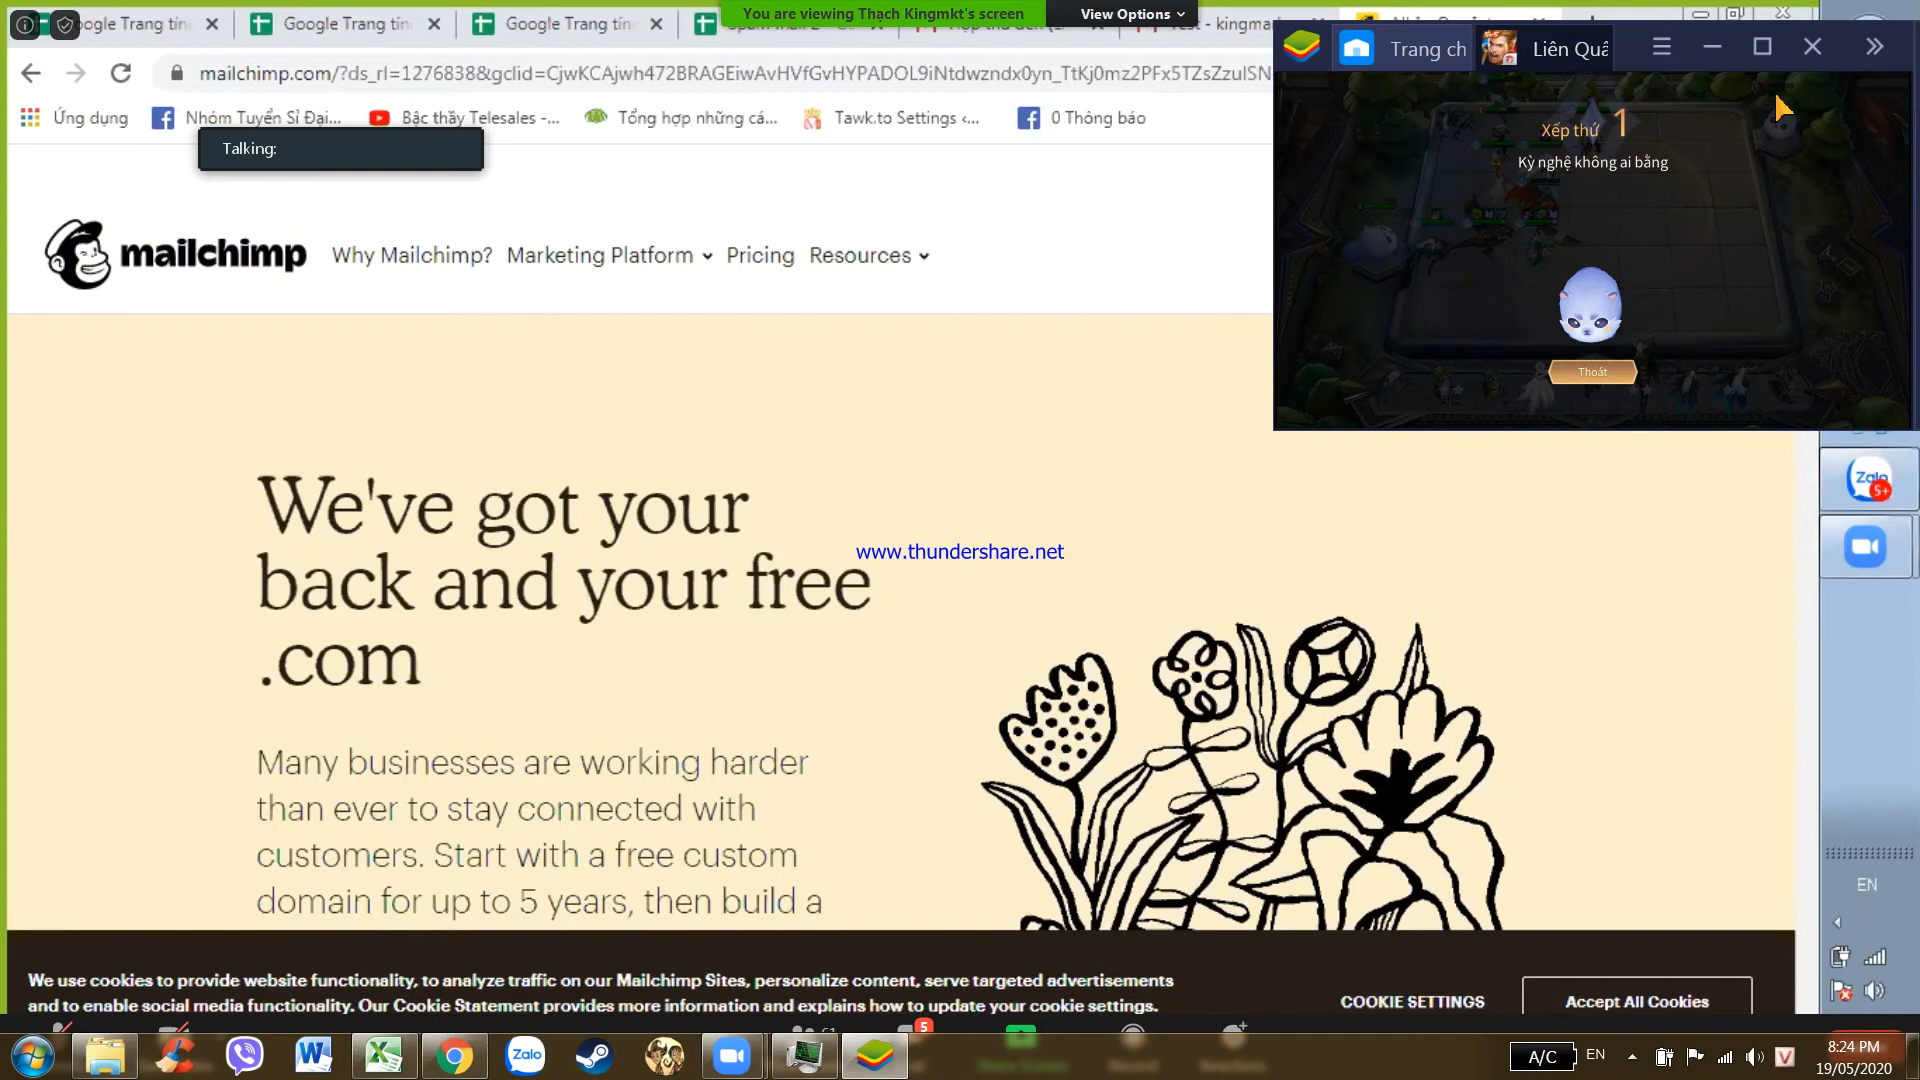 You are viewing Thạch Kingmkt's screen
View Options
Google Trang tín
Google Trang tín
Google Trang tín
mailchimp.com/?ds_rl=1276838&gclid=CjwKCAjwh472BRAGEiwAvHVfGvHYPADOL9iNtdwzndx0yn_TtKj0mz2PFx5TZsZzulSN
Ứng dụng
Nhóm Tuyển Sỉ Đại...
Bậc thầy Telesales -...
Tổng hợp những cá...
Tawk.to Settings ‹...
0 Thông báo
Talking:
Trang ch
Liên Quâ
Xếp thứ 1
Kỳ nghệ không ai bằng
Thoát
mailchimp
Why Mailchimp?
Marketing Platform
Pricing
Resources
We've got your
back and your free
.com
www.thundershare.net
Many businesses are working harder
than ever to stay connected with
customers. Start with a free custom
domain for up to 5 years, then build a
We use cookies to provide website functionality, to analyze traffic on our Mailchimp Sites, personalize content, serve targeted advertisements
and to enable social media functionality. Our Cookie Statement provides more information and explains how to update your cookie settings.
COOKIE SETTINGS
Accept All Cookies
Zalo
5+
EN
5
Zalo
A/C
EN
8:24 PM
19/05/2020